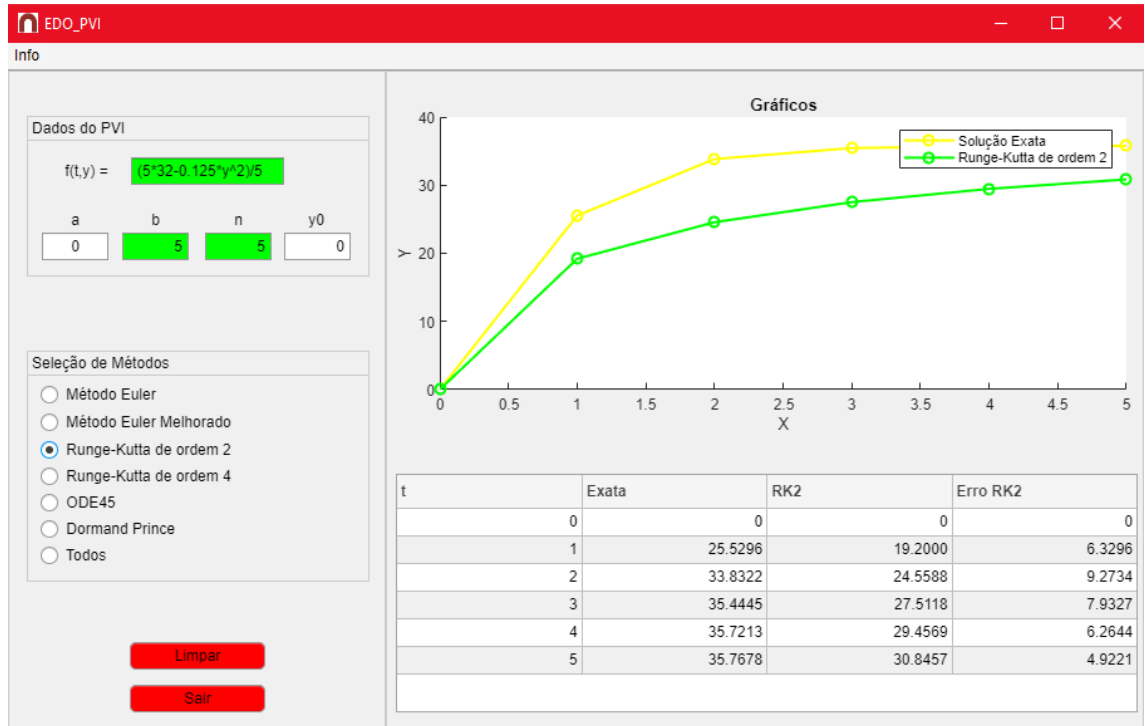 EDO_PVI
Info
Dados do PVI
f(t,y) = (5*32-0.125*y^2)/5
a b n y0
0 5 5 0
Seleção de Métodos
Método Euler
Método Euler Melhorado
Runge-Kutta de ordem 2
Runge-Kutta de ordem 4
ODE45
Dormand Prince
Todos
Limpar
Sair
Gráficos
Solução Exata
Runge-Kutta de ordem 2
40
30
20
10
0
Y
0 0.5 1 1.5 2 2.5 3 3.5 4 4.5 5
X
t Exata RK2 Erro RK2
0 0 0 0
1 25.5296 19.2000 6.3296
2 33.8322 24.5588 9.2734
3 35.4445 27.5118 7.9327
4 35.7213 29.4569 6.2644
5 35.7678 30.8457 4.9221